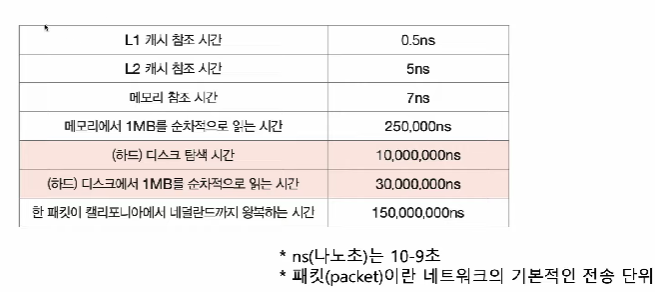 L1 캐시 참조 시간 0.5ns
L2 캐시 참조 시간 5ns
메모리 참조 시간 7ns
메모리에서 1MB를 순차적으로 읽는 시간 250,000ns
(하드) 디스크 탐색 시간 10,000,000ns
(하드) 디스크에서 1MB를 순차적으로 읽는 시간 30,000,000ns
한 패킷이 캘리포니아에서 네덜란드까지 왕복하는 시간 150,000,000ns
* ns(나노초)는 10-9초
* 패킷(packet)이란 네트워크의 기본적인 전송 단위